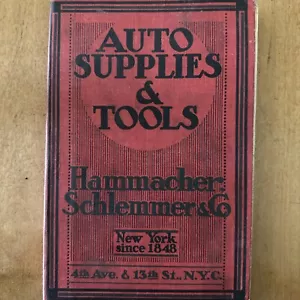 AUTO
SUPPLIES
&
TOOLS
Hammacher
Schlemmer & Co
New York
since 1848
4th Ave. & 13th St., N.Y.C.